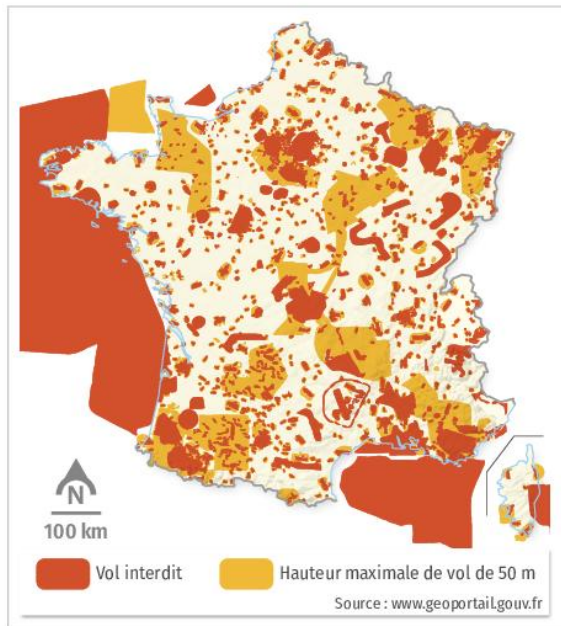 N
100 km
Vol interdit
Hauteur maximale de vol de 50 m
Source : www.geoportail.gouv.fr